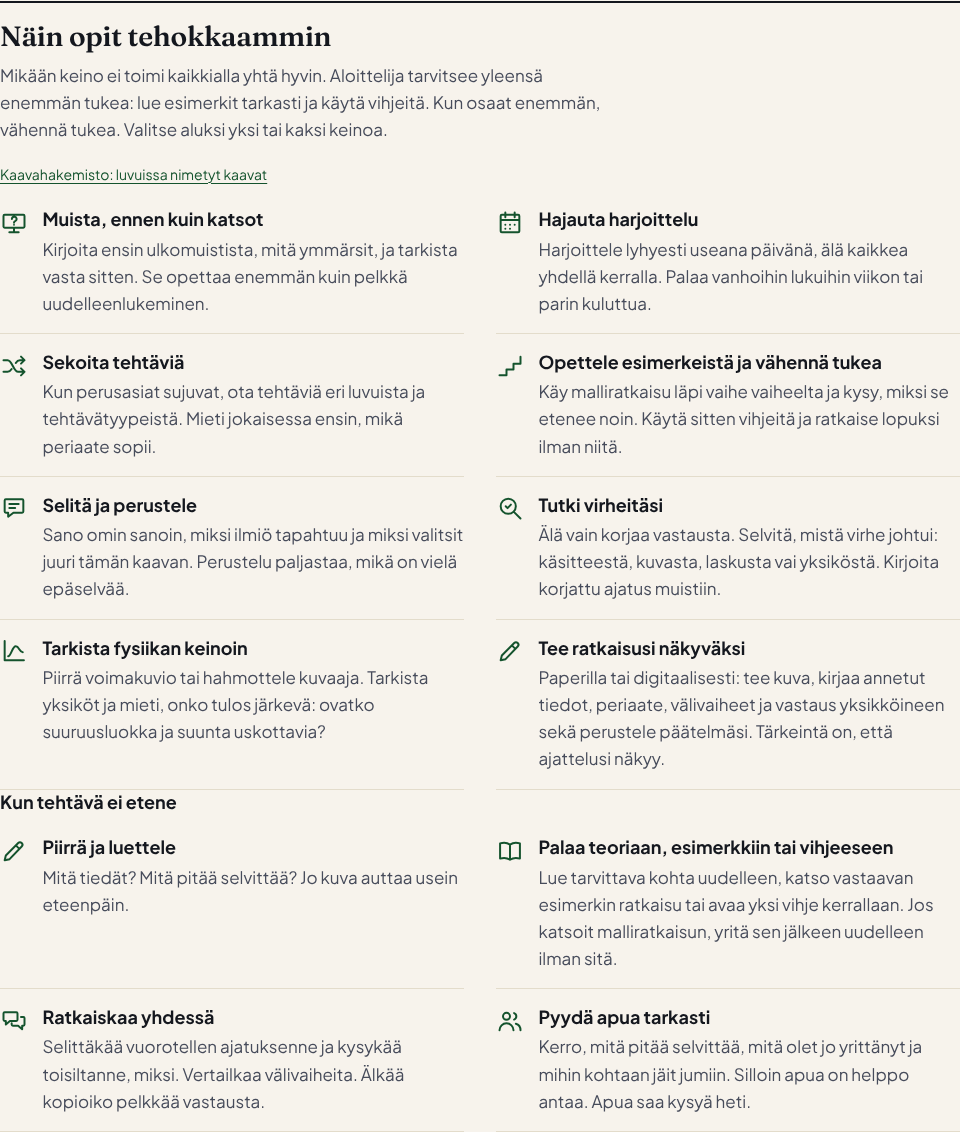 Näin opit tehokkaammin
Mikään keino ei toimi kaikkialla yhtä hyvin. Aloittelija tarvitsee yleensä
enemmän tukea: lue esimerkit tarkasti ja käytä vihjeitä. Kun osaat enemmän,
vähennä tukea. Valitse aluksi yksi tai kaksi keinoa.
Kaavahakemisto: luvuissa nimetyt kaavat
Muista, ennen kuin katsot
Kirjoita ensin ulkomuistista, mitä ymmärsit, ja tarkista
vasta sitten. Se opettaa enemmän kuin pelkkä
uudelleenlukeminen.
Hajauta harjoittelu
Harjoittele lyhyesti useana päivänä, älä kaikkea
yhdellä kerralla. Palaa vanhoihin lukuihin viikon tai
parin kuluttua.
Sekoita tehtäviä
Kun perusasiat sujuvat, ota tehtäviä eri luvuista ja
tehtävätyypeistä. Mieti jokaisessa ensin, mikä
periaate sopii.
Opettele esimerkeistä ja vähennä tukea
Käy malliratkaisu läpi vaihe vaiheelta ja kysy, miksi se
etenee noin. Käytä sitten vihjeitä ja ratkaise lopuksi
ilman niitä.
Selitä ja perustele
Sano omin sanoin, miksi ilmiö tapahtuu ja miksi valitsit
juuri tämän kaavan. Perustelu paljastaa, mikä on vielä
epäselvää.
Tutki virheitäsi
Älä vain korjaa vastausta. Selvitä, mistä virhe johtui:
käsitteestä, kuvasta, laskusta vai yksiköstä. Kirjoita
korjattu ajatus muistiin.
Tarkista fysiikan keinoin
Piirrä voimakuvio tai hahmottele kuvaaja. Tarkista
yksiköt ja mieti, onko tulos järkevä: ovatko
suuruusluokka ja suunta uskottavia?
Tee ratkaisusi näkyväksi
Paperilla tai digitaalisesti: tee kuva, kirjaa annetut
tiedot, periaate, välivaiheet ja vastaus yksikköineen
sekä perustele päätelmäsi. Tärkeintä on, että
ajattelusi näkyy.
Kun tehtävä ei etene
Piirrä ja luettele
Mitä tiedät? Mitä pitää selvittää? Jo kuva auttaa usein
eteenpäin.
Palaa teoriaan, esimerkkiin tai vihjeeseen
Lue tarvittava kohta uudelleen, katso vastaavan
esimerkin ratkaisu tai avaa yksi vihje kerrallaan. Jos
katsoit malliratkaisun, yritä sen jälkeen uudelleen
ilman sitä.
Ratkaiskaa yhdessä
Selittäkää vuorotellen ajatuksenne ja kysykää
toisiltanne, miksi. Vertailkaa välivaiheita. Älkää
kopioiko pelkkää vastausta.
Pyydä apua tarkasti
Kerro, mitä pitää selvittää, mitä olet jo yrittänyt ja
mihin kohtaan jäit jumiin. Silloin apua on helppo
antaa. Apua saa kysyä heti.